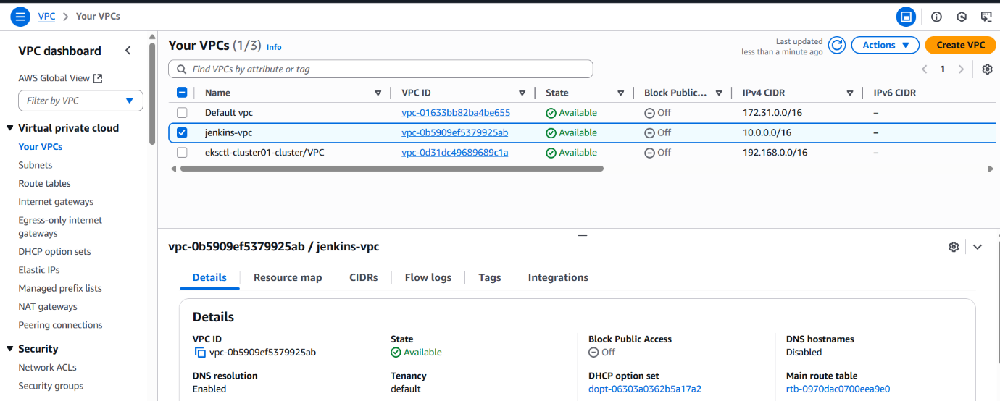 VPC > Your VPCs
VPC dashboard
AWS Global View
Filter by VPC
Virtual private cloud
Your VPCs
Subnets
Route tables
Internet gateways
Egress-only internet
gateways
DHCP option sets
Elastic IPs
Managed prefix lists
NAT gateways
Peering connections
Security
Network ACLs
Security groups
Your VPCs (1/3) Info
Last updated
less than a minute ago
Actions
Create VPC
Find VPCs by attribute or tag
1
Name VPC ID State Block Public... IPv4 CIDR IPv6 CIDR
Default vpc vpc-01633bb82ba4be655 Available Off 172.31.0.0/16 –
jenkins-vpc vpc-0b5909ef5379925ab Available Off 10.0.0.0/16 –
eksctl-cluster01-cluster/VPC vpc-0d31dc49689689c1a Available Off 192.168.0.0/16 –
vpc-0b5909ef5379925ab / jenkins-vpc
Details Resource map CIDRs Flow logs Tags Integrations
Details
VPC ID State Block Public Access DNS hostnames
vpc-0b5909ef5379925ab Available Off Disabled
DNS resolution Tenancy DHCP option set Main route table
Enabled default dopt-06303a0362b5a17a2 rtb-0970dac0700eea9e0